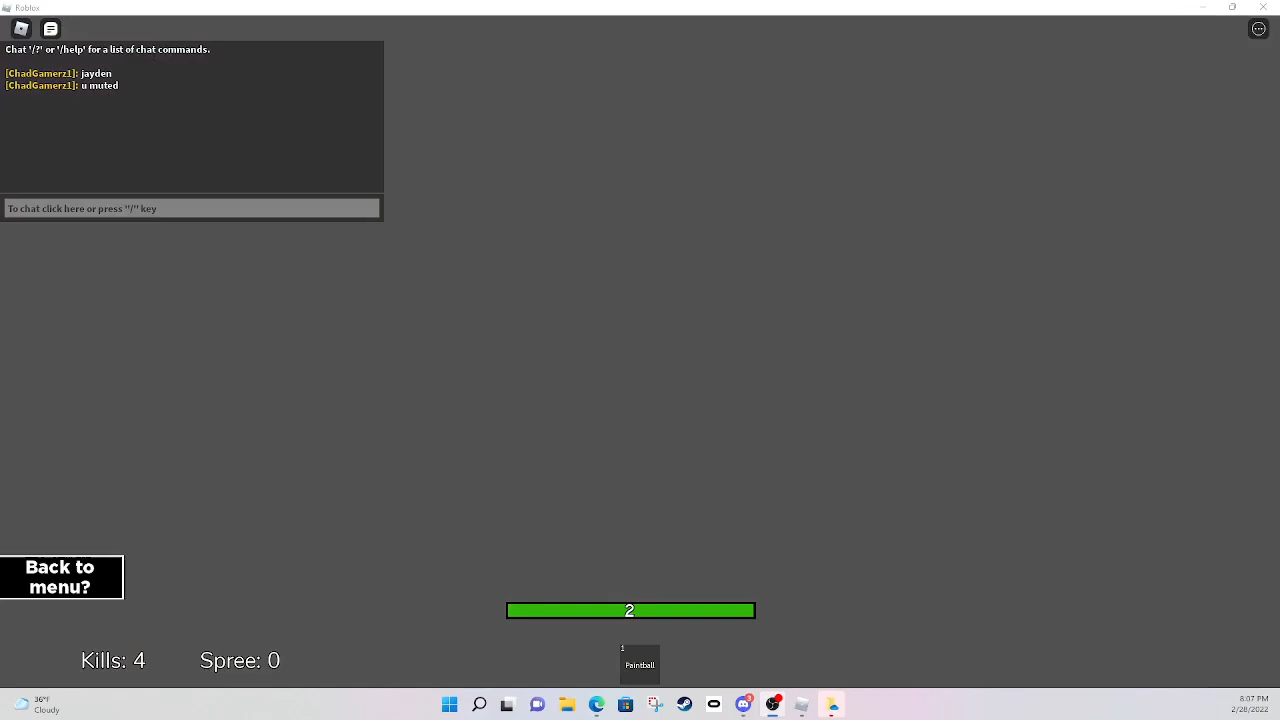 Roblox
Chat '/?' or '/help' for a list of chat commands.
[ChadGamerz1]: jayden
[ChadGamerz1]: u muted
To chat click here or press "/" key
Back to
menu?
2
Kills: 4
Spree: 0
1
Paintball
36°F
Cloudy
3
8:07 PM
2/28/2022